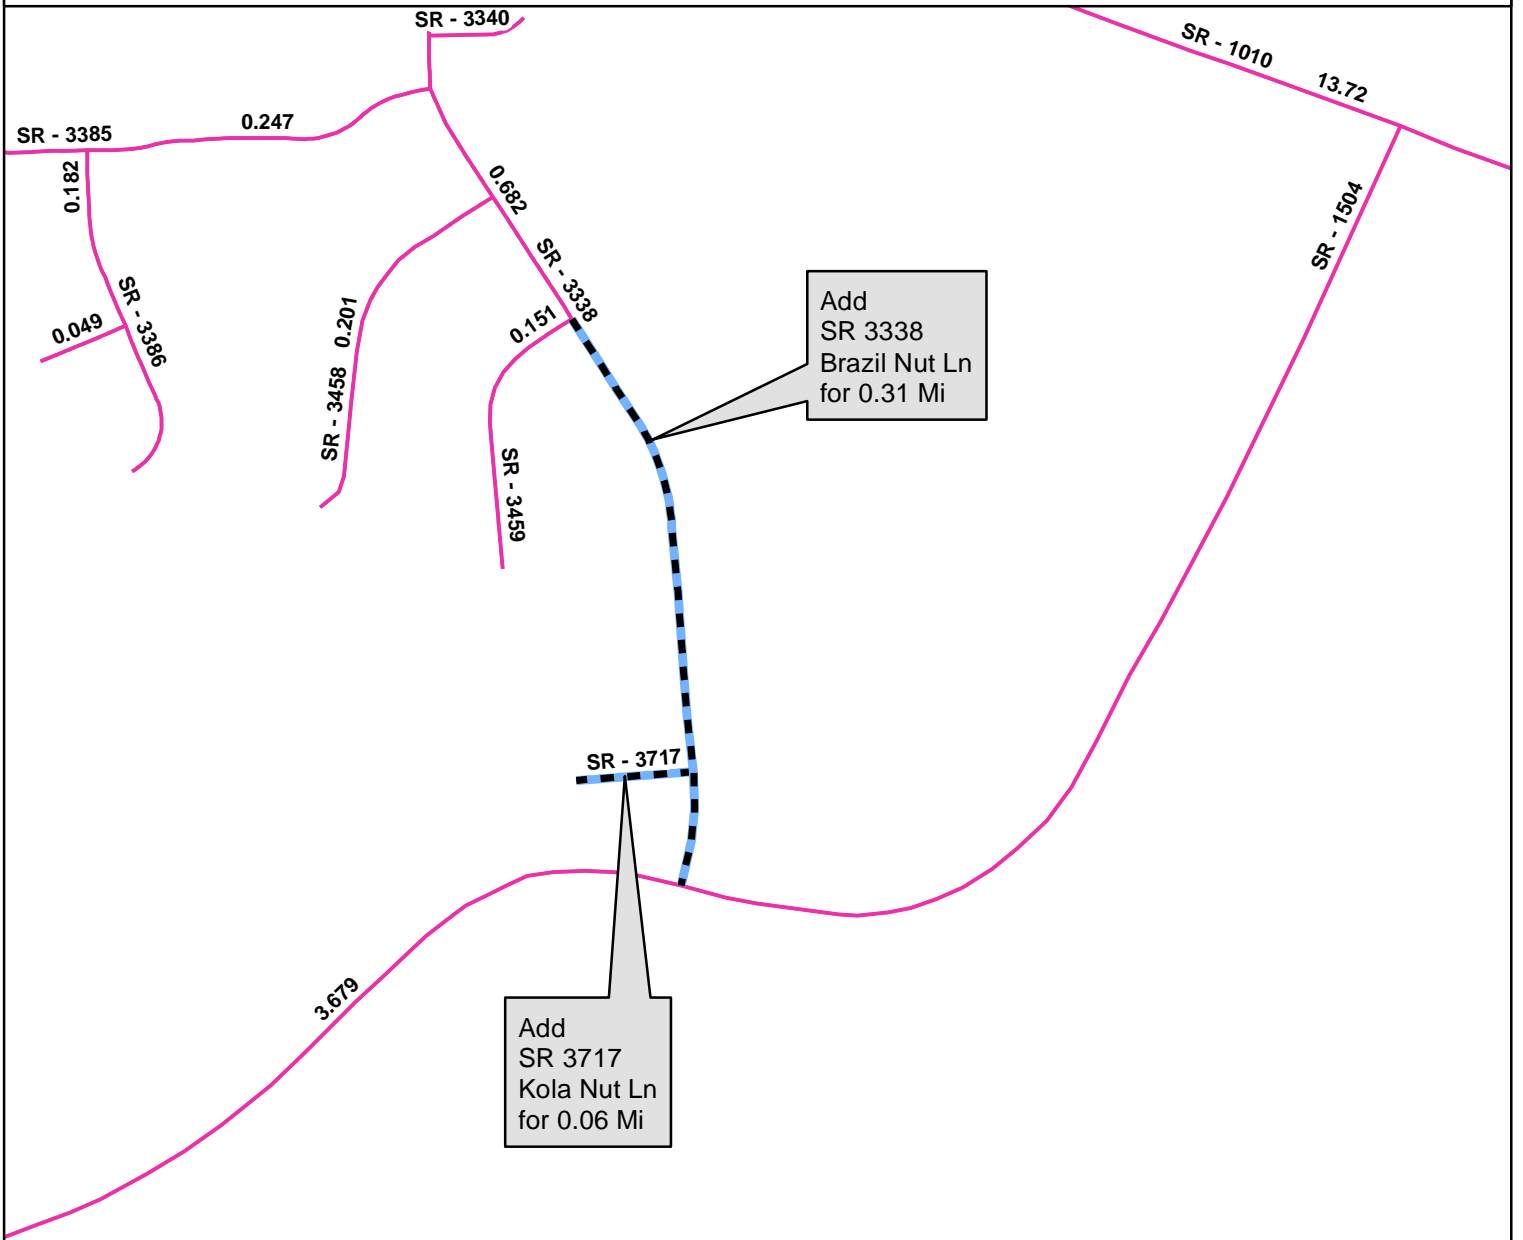 SR - 3340
SR - 1010
13.72
0.247
SR - 3385
0.182
0.682
SR - 1504
SR - 3338
SR - 3386
0.049
0.201
0.151
Add
SR 3338
Brazil Nut Ln
for 0.31 Mi
SR - 3458
SR - 3459
SR - 3717
3.679
Add
SR 3717
Kola Nut Ln
for 0.06 Mi